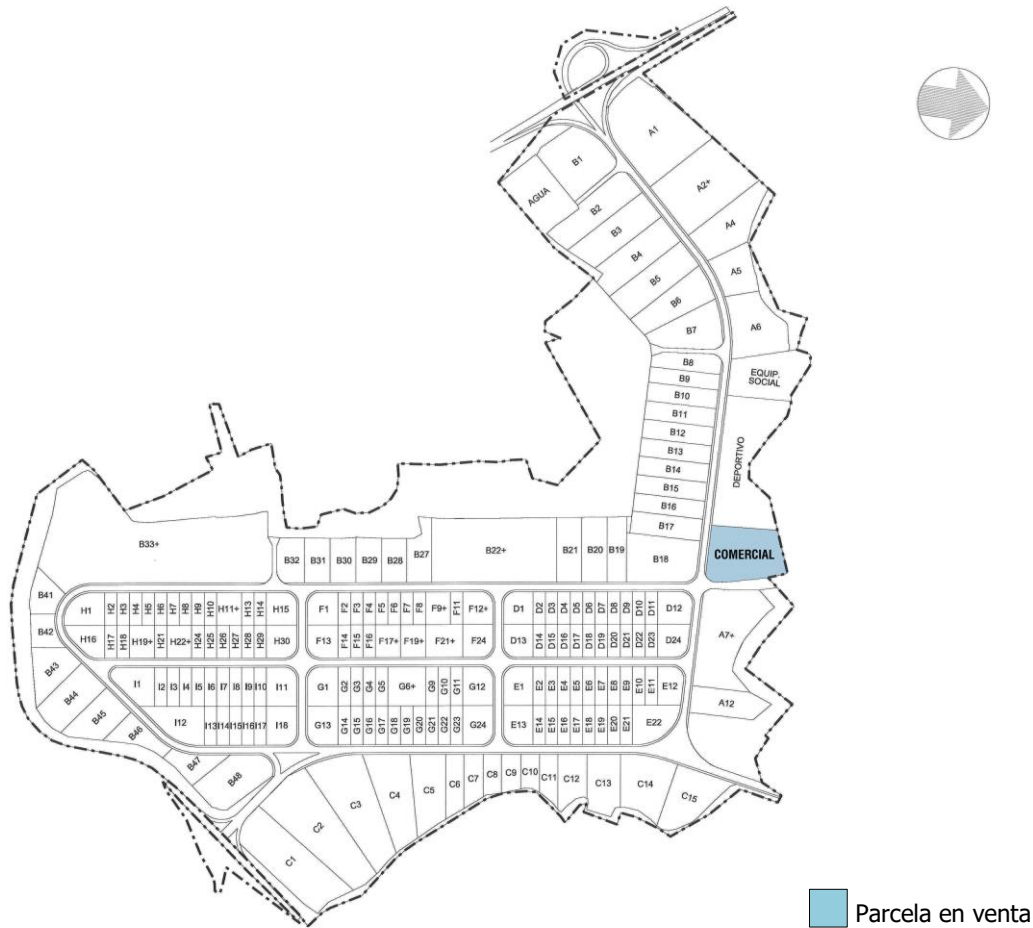 A1
B1
AGUA
A2+
B2
A4
B3
B4
A5
B5
B6
A6
B7
B8
EQUIP.
SOCIAL
B9
B10
B11
B12
DEPORTIVO
B13
B14
B15
B16
B17
COMERCIAL
B33+
B32 B31 B30 B29 B28 B27 B22+ B21 B20 B19 B18
B41
H1 H2 H3 H4 H5 H6 H7 H8 H9 H10 H11+ H13 H14 H15
F1 F2 F3 F4 F5 F6 F7 F8 F9+ F11 F12+
D1 D2 D3 D4 D5 D6 D7 D8 D9 D10 D11 D12
B42
H16 H17 H18 H19+ H21 H22+ H24 H25 H26 H27 H28 H29 H30
F13 F14 F15 F16 F17+ F19+ F21+ F24
D13 D14 D15 D16 D17 D18 D19 D20 D21 D22 D23 D24
A7+
B43
I1 I2 I3 I4 I5 I6 I7 I8 I9 I10 I11
G1 G2 G3 G4 G5 G6+ G9 G10 G11 G12
E1 E2 E3 E4 E5 E6 E7 E8 E9 E10 E11 E12
B44
A12
B45
I12 I13 I14 I15 I16 I17 I18
G13 G14 G15 G16 G17 G18 G19 G20 G21 G22 G23 G24
E13 E14 E15 E16 E17 E18 E19 E20 E21 E22
B46
B47
B48
C1 C2 C3 C4 C5 C6 C7 C8 C9 C10 C11 C12 C13 C14 C15
Parcela en venta